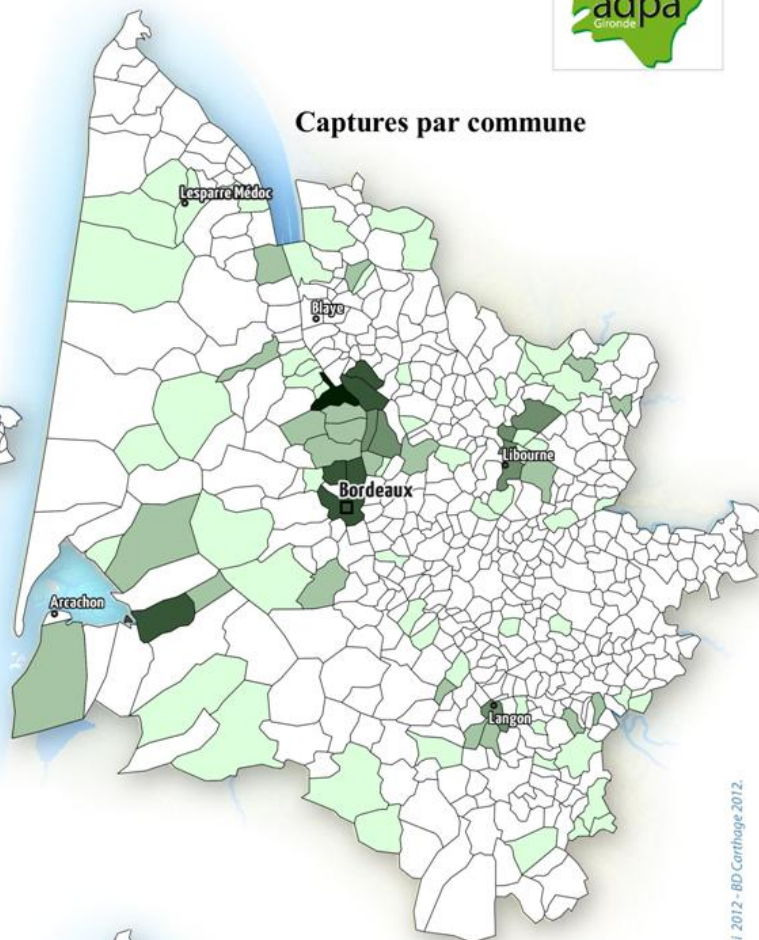 adpa
Gironde
Captures par commune
Lesparre Médoc
Blaye
Libourne
Bordeaux
Arcachon
Langon
2012 - BD Carthage 2012.